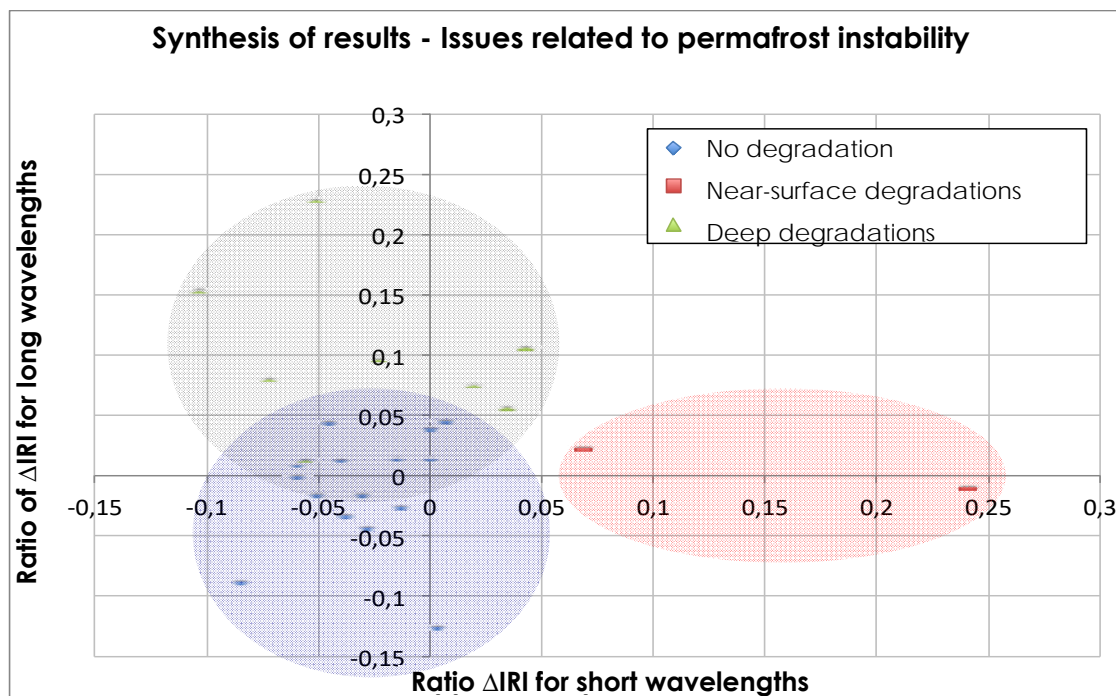 Synthesis of results - Issues related to permafrost instability
Ratio of ΔIRI for long wavelengths
0,3
0,25
0,2
0,15
0,1
0,05
0
-0,05
-0,1
-0,15
No degradation
Near-surface degradations
Deep degradations
-0,15 -0,1 -0,05 0 0,05 0,1 0,15 0,2 0,25 0,3
Ratio ΔIRI for short wavelengths